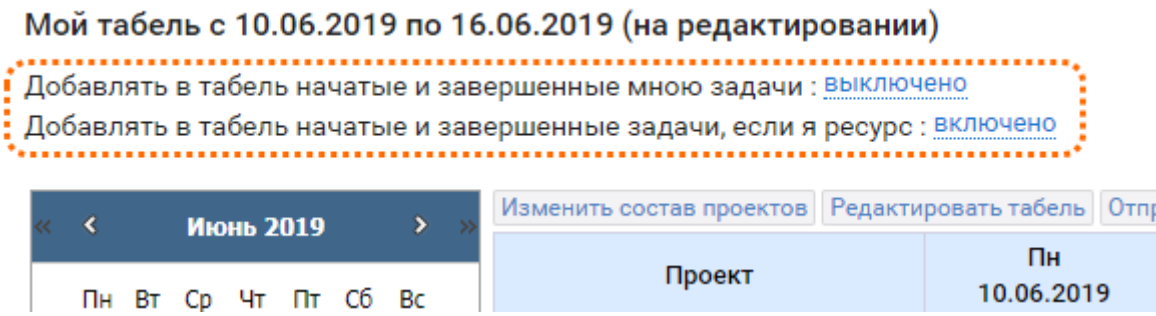 Мой табель с 10.06.2019 по 16.06.2019 (на редактировании)
Добавлять в табель начатые и завершенные мною задачи : выключено
Добавлять в табель начатые и завершенные задачи, если я ресурс : включено
« < Июнь 2019 > »
Изменить состав проектов Редактировать табель
Проект
Пн
10.06.2019
Пн Вт Ср Чт Пт Сб Вс